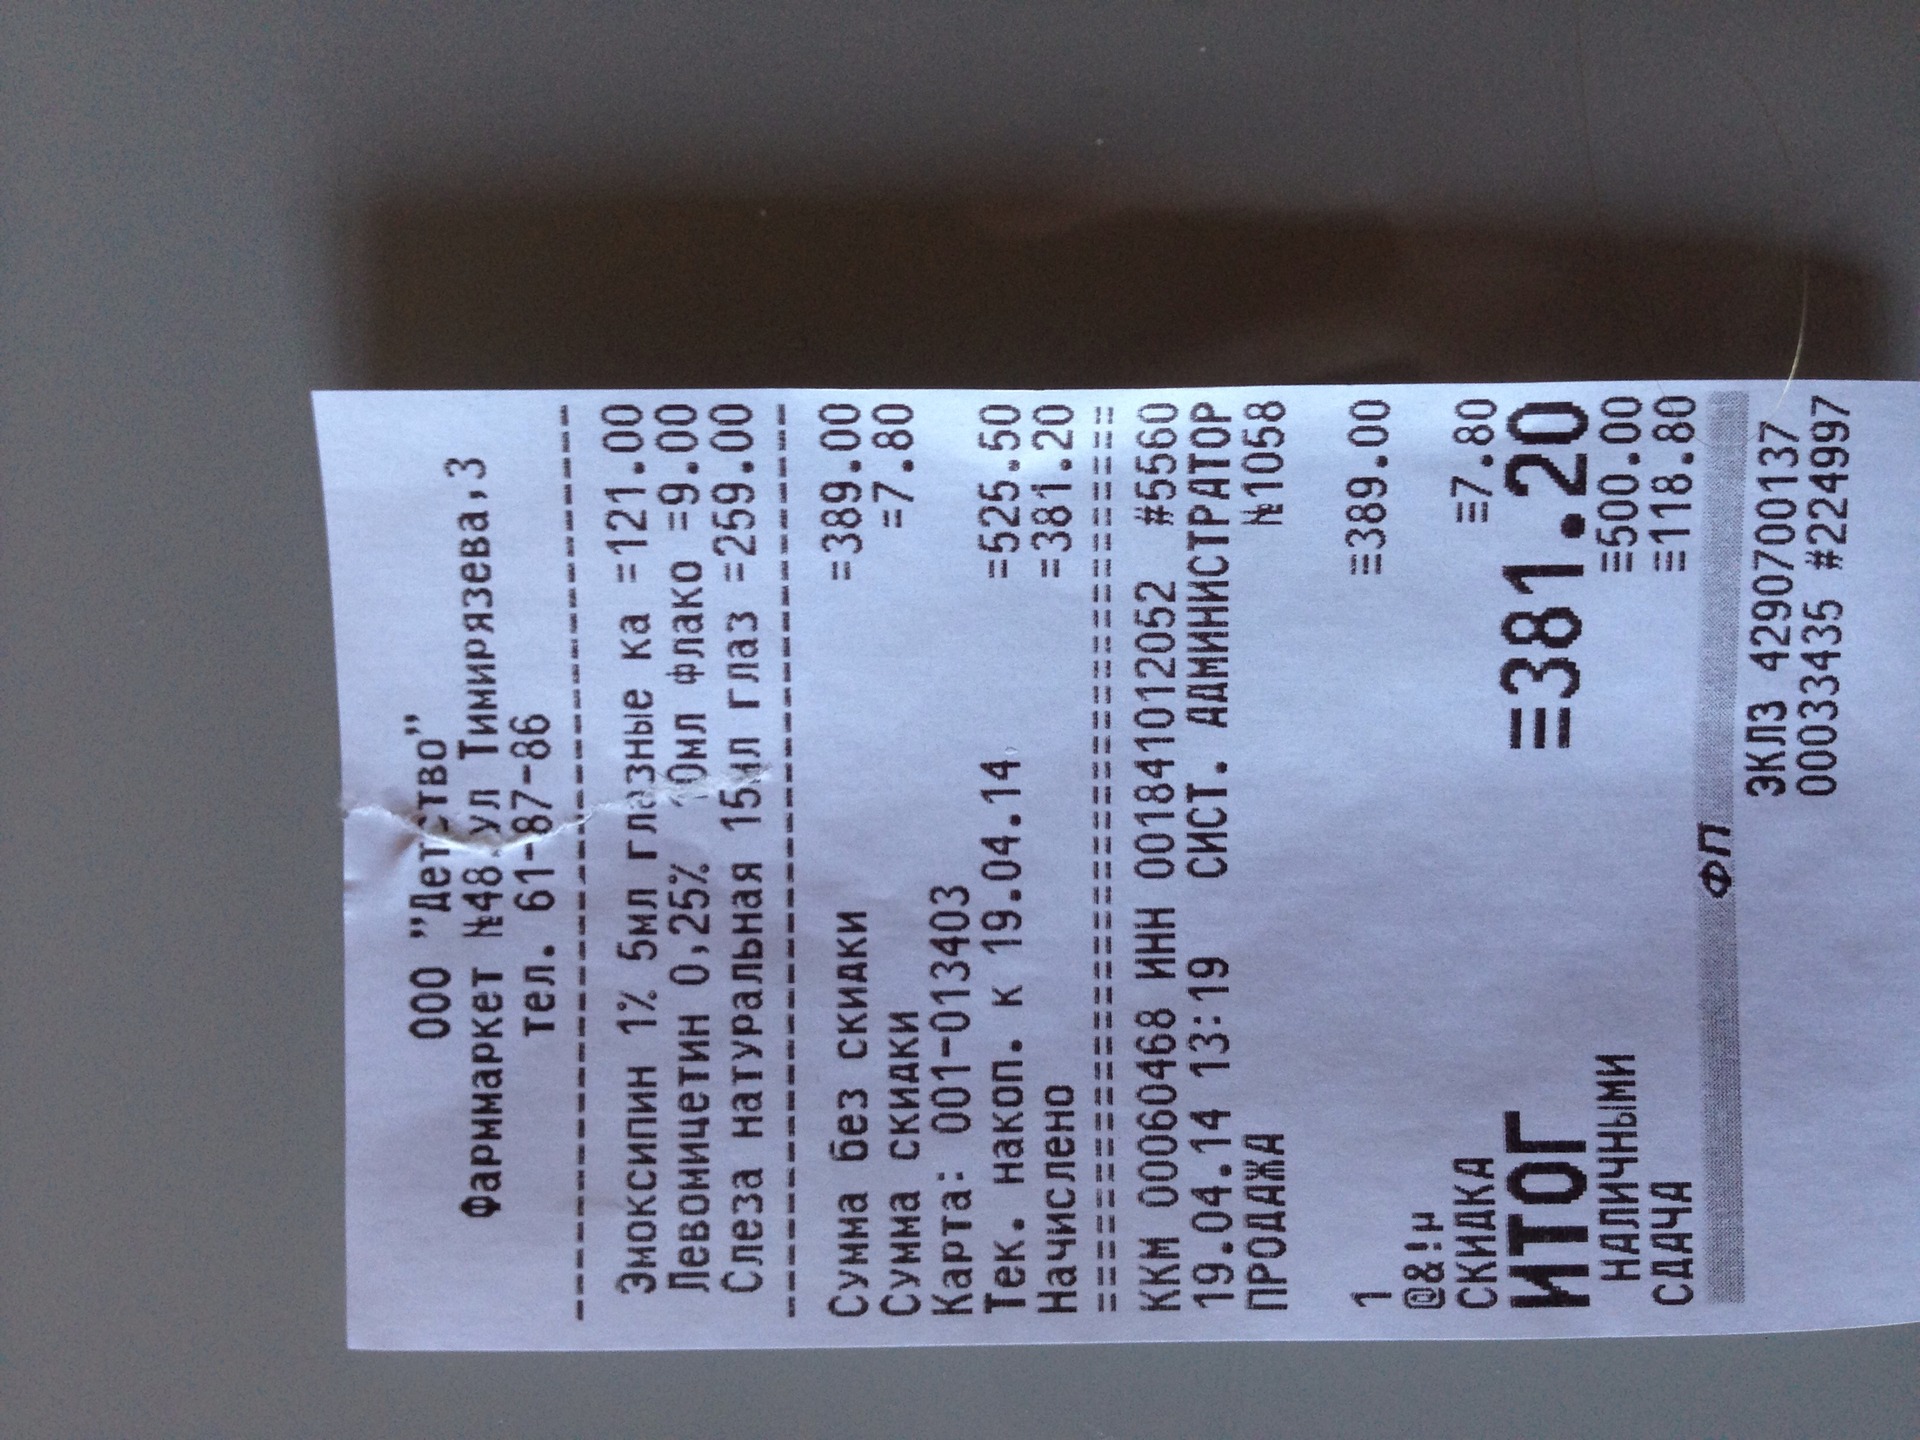 ООО "Детство"
Фармmаркет №48,ул Тимирязева,3
тел. 61-87-86
--------------------------------
Эмоксипин 1% 5мл глазные ка =121.00
Левомицетин 0,25% 10мл флако =9.00
Слеза натуральная 15мл глаз =259.00
--------------------------------
Сумма без скидки =389.00
Сумма скидки =7.80
Карта: 001-013403
Тек. накоп. к 19.04.14 =525.50
Начислено =381.20
================================
ККМ 00060468 ИНН 001841012052 #5560
19.04.14 13:19 СИСТ. АДМИНИСТРАТОР
ПРОДАЖА №1058
1 ≡389.00
@&!µ
СКИДКА ≡7.80
ИТОГ ≡381.20
НАЛИЧНЫМИ ≡500.00
СДАЧА ≡118.80
ФП
ЭКЛЗ 4290700137
00033435 #224997